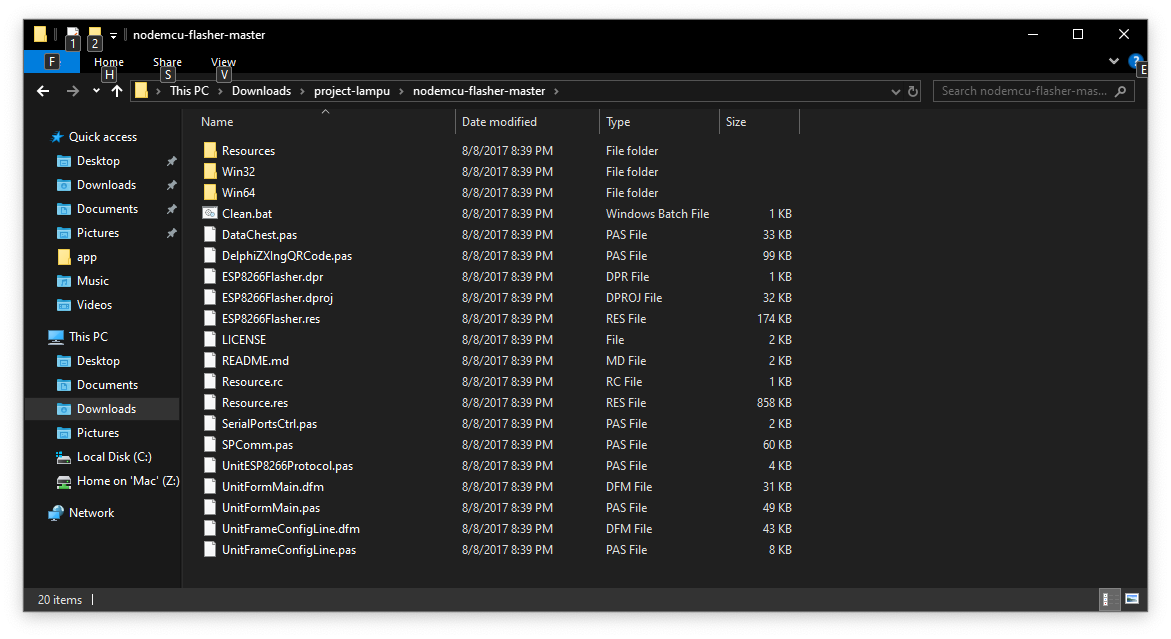 nodemcu-flasher-master
1 2
F Home Share View
H S V E
This PC Downloads project-lampu nodemcu-flasher-master Search nodemcu-flasher-mas...
Name Date modified Type Size
Quick access
Desktop
Downloads
Documents
Pictures
app
Music
Videos
This PC
Desktop
Documents
Downloads
Pictures
Local Disk (C:)
Home on 'Mac' (Z:)
Network
Resources 8/8/2017 8:39 PM File folder
Win32 8/8/2017 8:39 PM File folder
Win64 8/8/2017 8:39 PM File folder
Clean.bat 8/8/2017 8:39 PM Windows Batch File 1 KB
DataChest.pas 8/8/2017 8:39 PM PAS File 33 KB
DelphiZXIngQRCode.pas 8/8/2017 8:39 PM PAS File 99 KB
ESP8266Flasher.dpr 8/8/2017 8:39 PM DPR File 1 KB
ESP8266Flasher.dproj 8/8/2017 8:39 PM DPROJ File 32 KB
ESP8266Flasher.res 8/8/2017 8:39 PM RES File 174 KB
LICENSE 8/8/2017 8:39 PM File 2 KB
README.md 8/8/2017 8:39 PM MD File 2 KB
Resource.rc 8/8/2017 8:39 PM RC File 1 KB
Resource.res 8/8/2017 8:39 PM RES File 858 KB
SerialPortsCtrl.pas 8/8/2017 8:39 PM PAS File 2 KB
SPComm.pas 8/8/2017 8:39 PM PAS File 60 KB
UnitESP8266Protocol.pas 8/8/2017 8:39 PM PAS File 4 KB
UnitFormMain.dfm 8/8/2017 8:39 PM DFM File 31 KB
UnitFormMain.pas 8/8/2017 8:39 PM PAS File 49 KB
UnitFrameConfigLine.dfm 8/8/2017 8:39 PM DFM File 43 KB
UnitFrameConfigLine.pas 8/8/2017 8:39 PM PAS File 8 KB
20 items